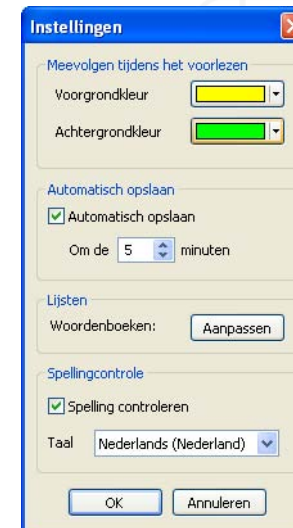 Instellingen
Meevolgen tijdens het voorlezen
Voorgrondkleur
Achtergrondkleur
Automatisch opslaan
Automatisch opslaan
Om de 5 minuten
Lijsten
Woordenboeken: Aanpassen
Spellingcontrole
Spelling controleren
Taal Nederlands (Nederland)
OK Annuleren